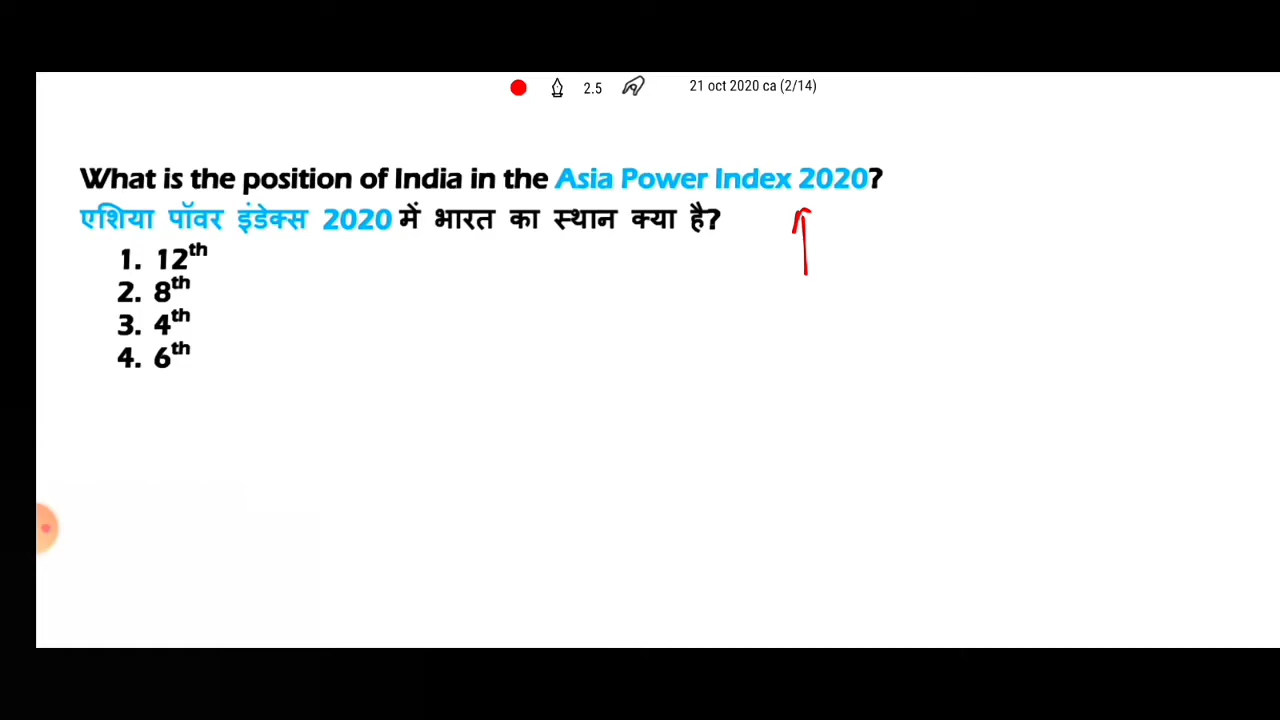 2.5 21 oct 2020 ca (2/14)
What is the position of India in the Asia Power Index 2020?
एशिया पॉवर इंडेक्स 2020 में भारत का स्थान क्या है?
1. 12th
2. 8th
3. 4th
4. 6th